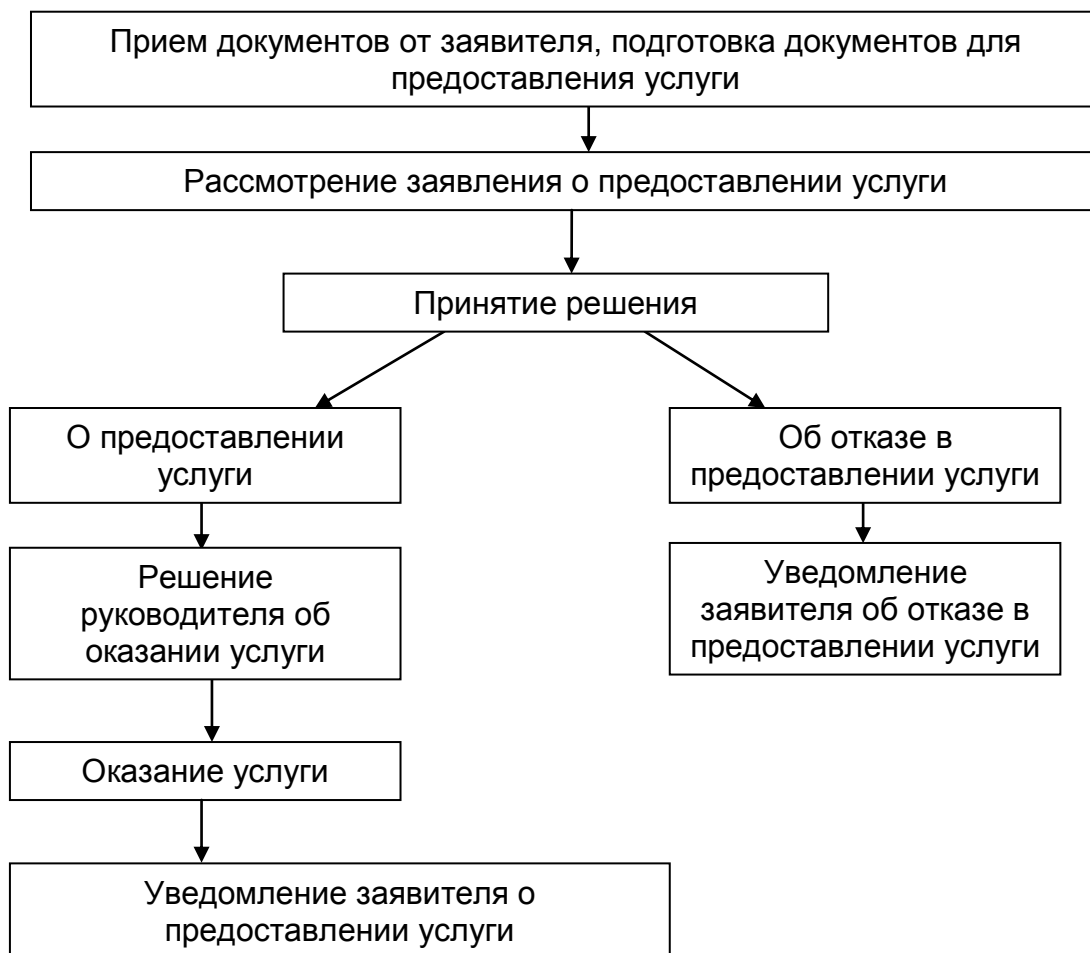 Прием документов от заявителя, подготовка документов для
предоставления услуги
Рассмотрение заявления о предоставлении услуги
Принятие решения
О предоставлении
услуги
Об отказе в
предоставлении услуги
Решение
руководителя об
оказании услуги
Уведомление
заявителя об отказе в
предоставлении услуги
Оказание услуги
Уведомление заявителя о
предоставлении услуги